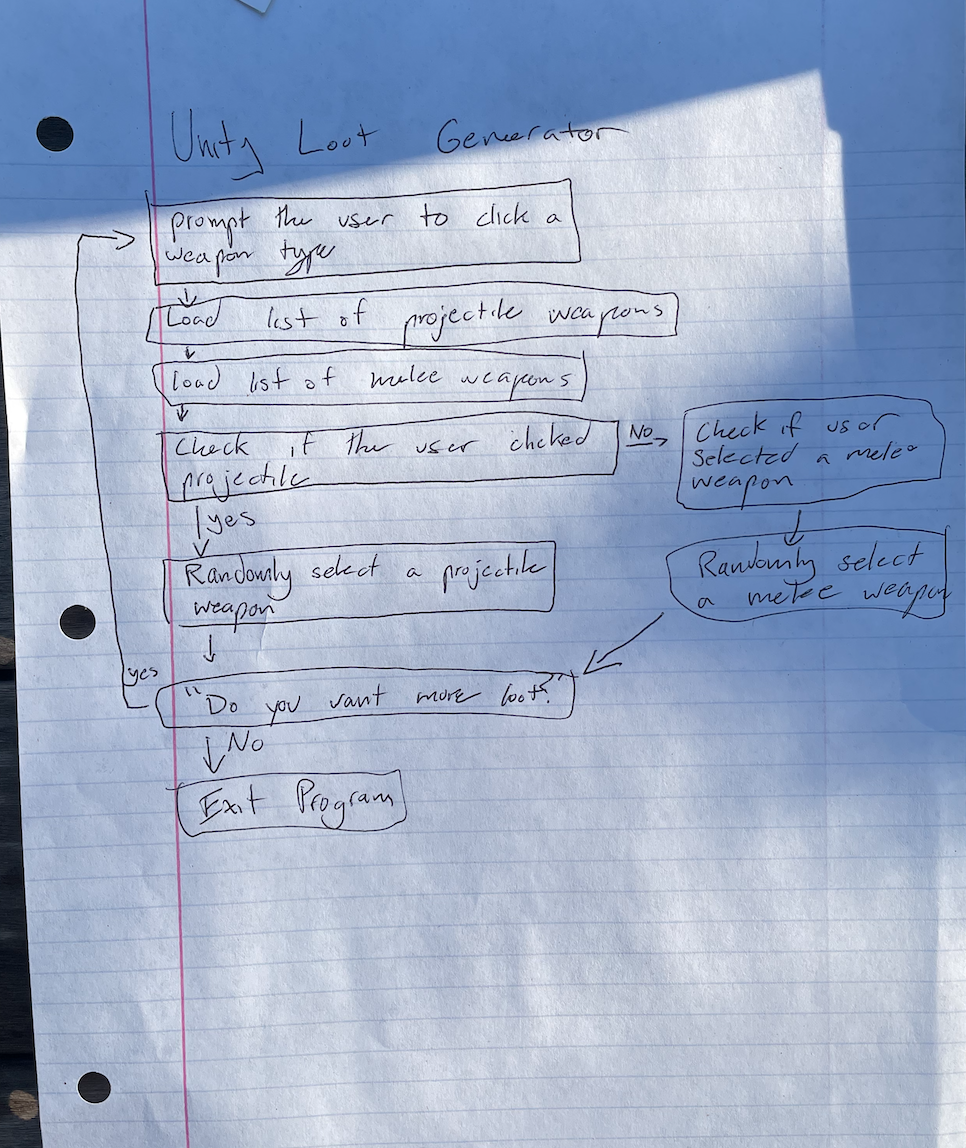 Unity Loot Generator
prompt the user to click a
weapon type
Load list of projectile weapons
load list of melee weapons
Check if the user clicked
projectile
No
Check if user
selected a melee
weapon
yes
Randomly select a projectile
weapon
Randomly select
a melee weapon
yes
"Do you want more loot?"
No
Exit Program